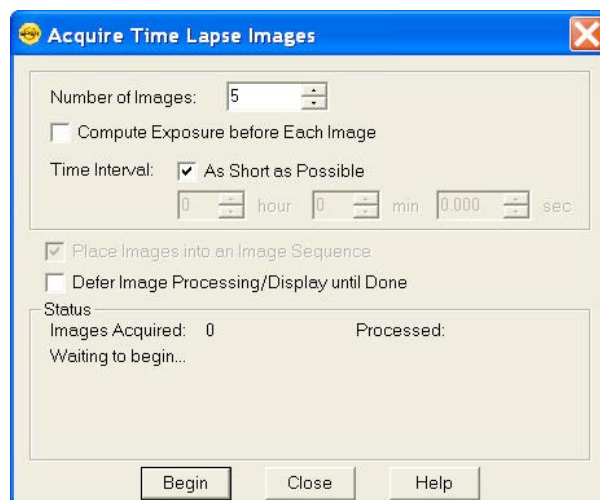 Acquire Time Lapse Images
Number of Images: 5
Compute Exposure before Each Image
Time Interval: As Short as Possible
0 hour 0 min 0.000 sec
Place Images into an Image Sequence
Defer Image Processing/Display until Done
Status
Images Acquired: 0 Processed:
Waiting to begin...
Begin Close Help